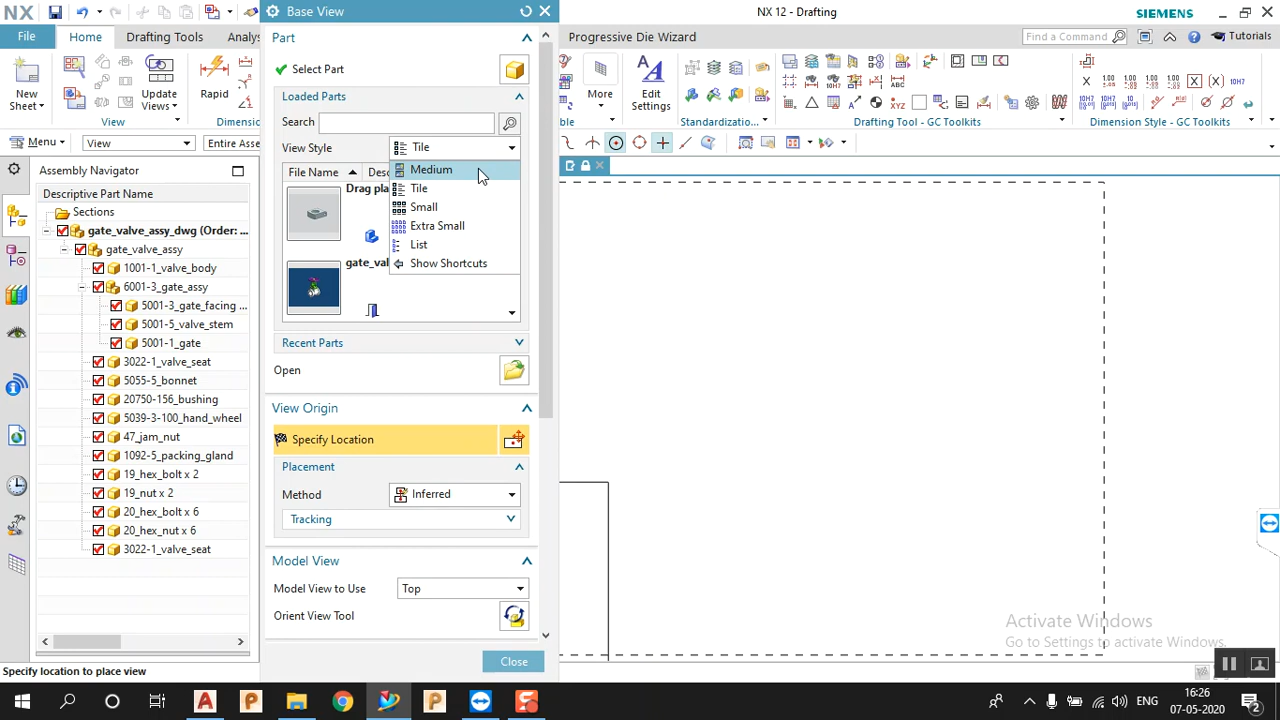 NX
Base View
NX 12 - Drafting
SIEMENS
File
Home
Drafting Tools
Analys
Progressive Die Wizard
Find a Command
Tutorials
Part
Select Part
New
Sheet
Update
Views
Rapid
More
Edit
Settings
View
Dimens
Standardizatio...
Drafting Tool - GC Toolkits
Dimension Style - GC Toolkits
Menu
View
Entire Asse
Loaded Parts
Search
View Style
Tile
Medium
Tile
Small
Extra Small
List
Show Shortcuts
File Name
Desc
Drag pla
gate_val
Assembly Navigator
Descriptive Part Name
Sections
gate_valve_assy_dwg (Order:
gate_valve_assy
1001-1_valve_body
6001-3_gate_assy
5001-3_gate_facing ...
5001-5_valve_stem
5001-1_gate
3022-1_valve_seat
5055-5_bonnet
20750-156_bushing
5039-3-100_hand_wheel
47_jam_nut
1092-5_packing_gland
19_hex_bolt x 2
19_nut x 2
20_hex_bolt x 6
20_hex_nut x 6
3022-1_valve_seat
Recent Parts
Open
View Origin
Specify Location
Placement
Method
Inferred
Tracking
Model View
Model View to Use
Top
Orient View Tool
Close
Activate Windows
Go to Settings to activate Windows.
Specify location to place view
ENG
16:26
07-05-2020
2